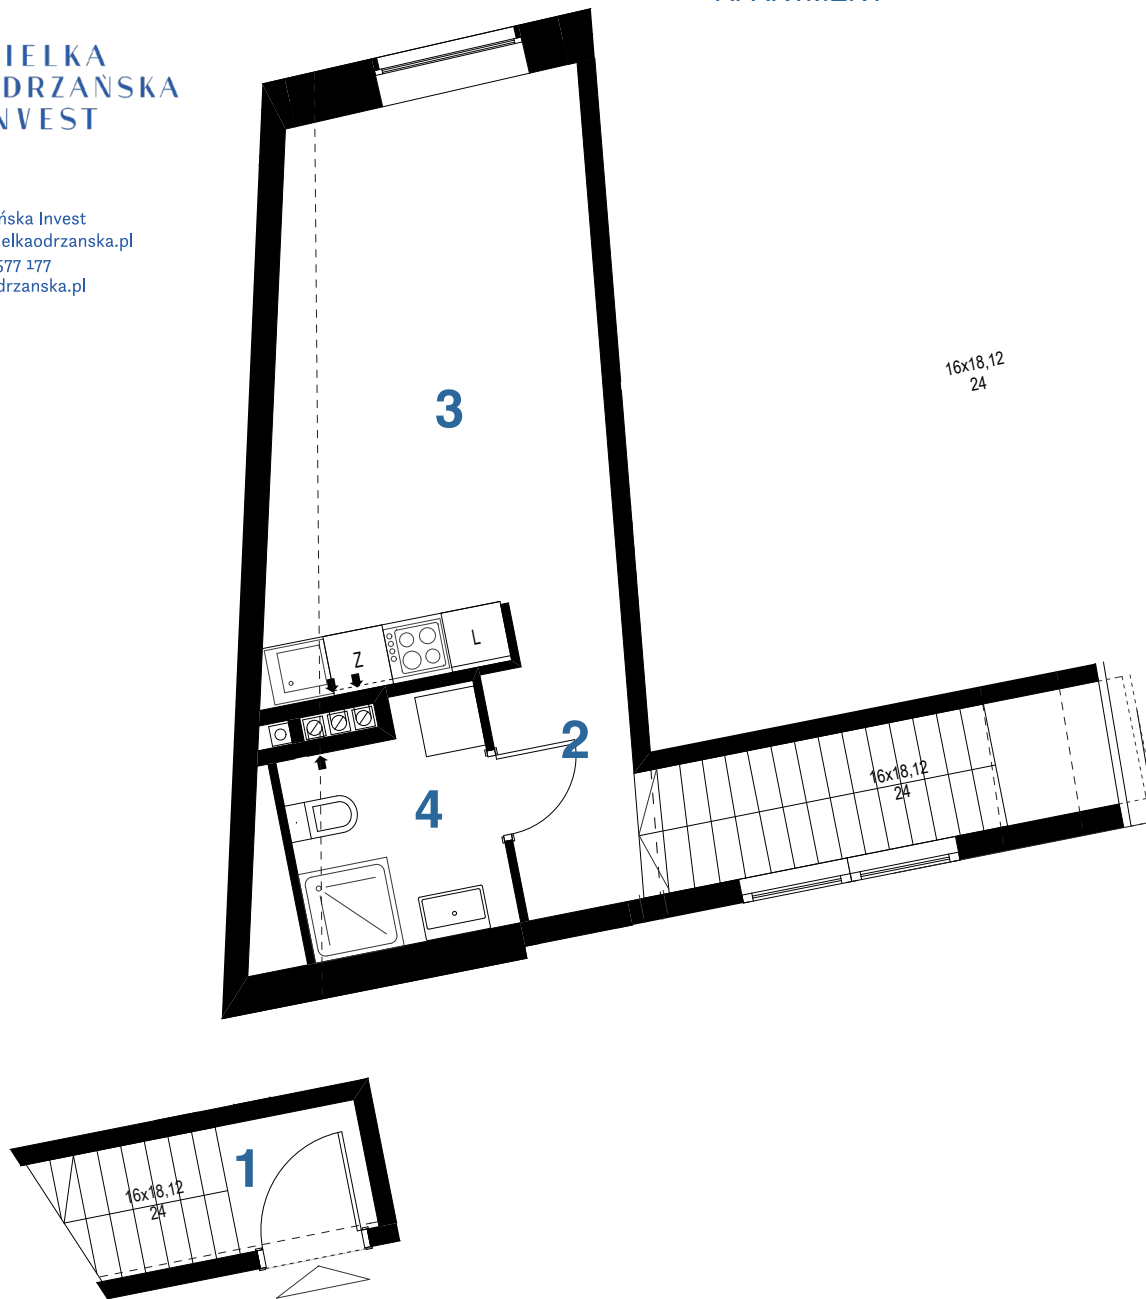 IELKA
DRZAŃSKA
NVEST
ńska Invest
elkaodrzanska.pl
577 177
drzanska.pl
16x18,12
24
3
L
Z
2
16x18,12
24
4
1
16x18,12
24